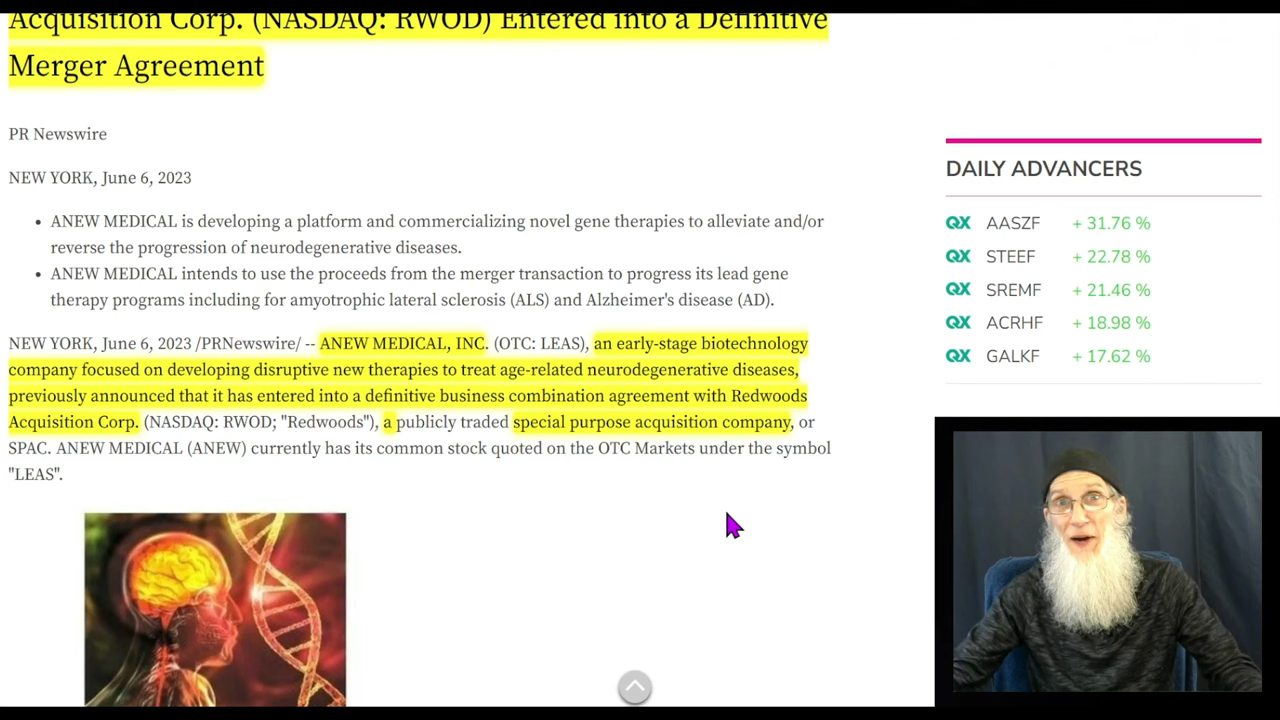 Acquisition Corp. (NASDAQ: RWOD) Entered into a Definitive
Merger Agreement
PR Newswire
NEW YORK, June 6, 2023
• ANEW MEDICAL is developing a platform and commercializing novel gene therapies to alleviate and/or
reverse the progression of neurodegenerative diseases.
• ANEW MEDICAL intends to use the proceeds from the merger transaction to progress its lead gene
therapy programs including for amyotrophic lateral sclerosis (ALS) and Alzheimer's disease (AD).
NEW YORK, June 6, 2023 /PRNewswire/ -- ANEW MEDICAL, INC. (OTC: LEAS), an early-stage biotechnology
company focused on developing disruptive new therapies to treat age-related neurodegenerative diseases,
previously announced that it has entered into a definitive business combination agreement with Redwoods
Acquisition Corp. (NASDAQ: RWOD; "Redwoods"), a publicly traded special purpose acquisition company, or
SPAC. ANEW MEDICAL (ANEW) currently has its common stock quoted on the OTC Markets under the symbol
"LEAS".
DAILY ADVANCERS
QX AASZF + 31.76 %
QX STEEF + 22.78 %
QX SREMF + 21.46 %
QX ACRHF + 18.98 %
QX GALKF + 17.62 %